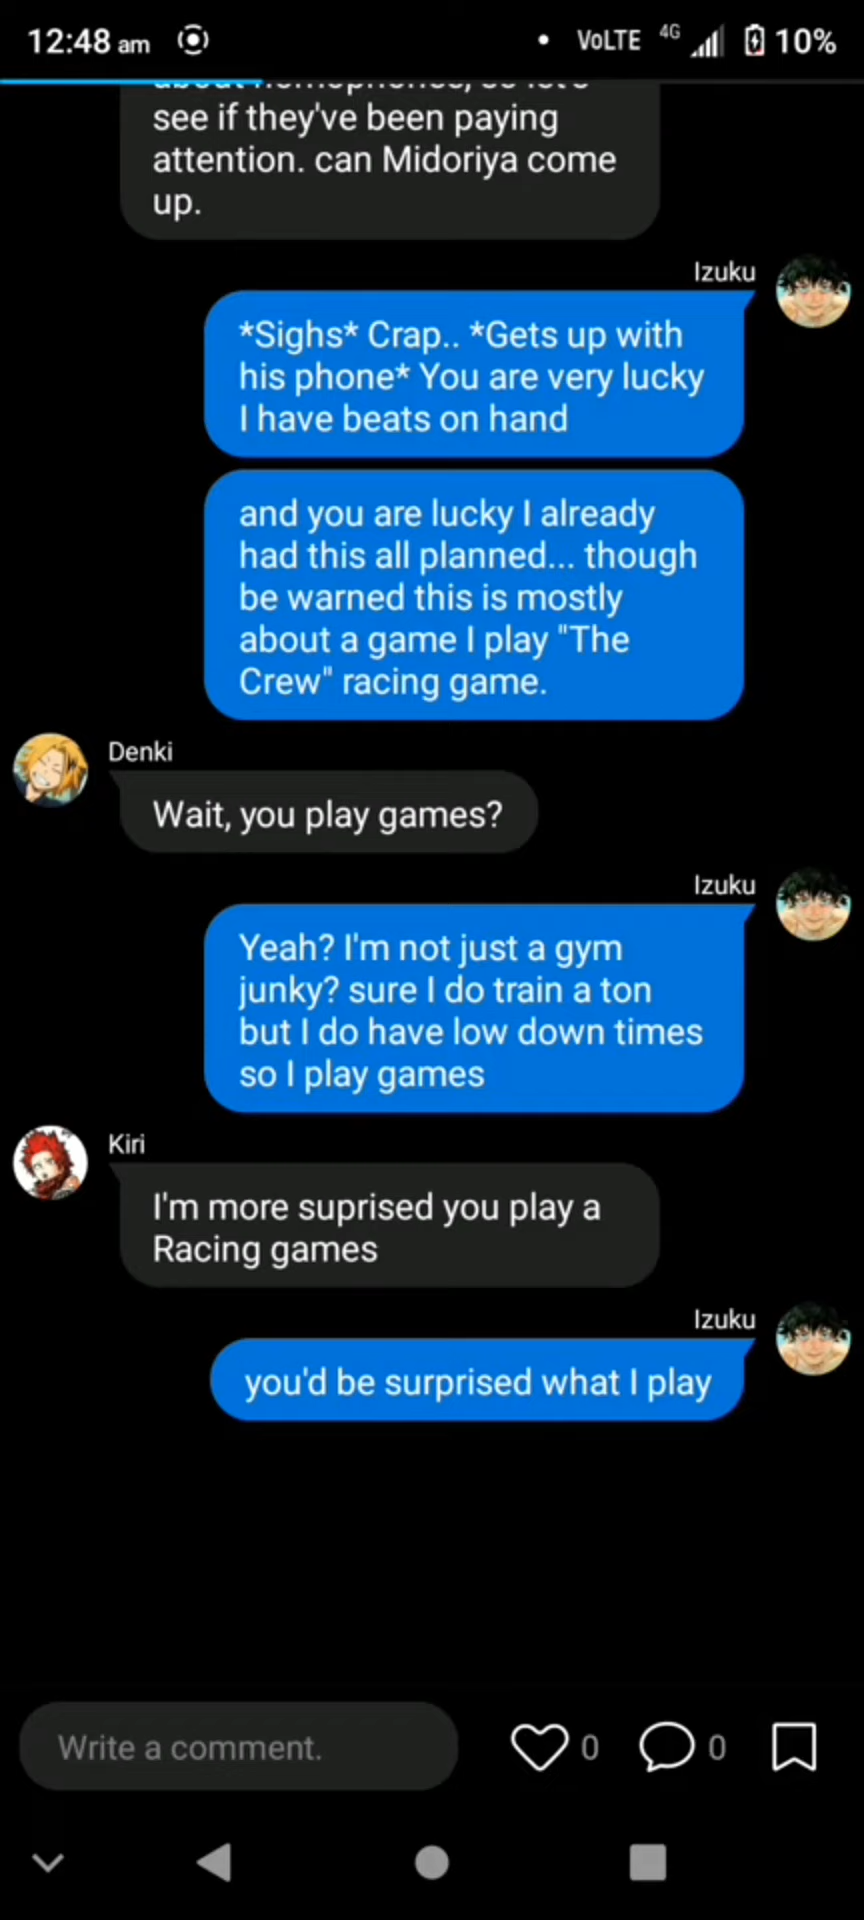 12:48 am
VoLTE 4G 10%
see if they've been paying
attention. can Midoriya come
up.
Izuku
*Sighs* Crap.. *Gets up with
his phone* You are very lucky
I have beats on hand
and you are lucky I already
had this all planned... though
be warned this is mostly
about a game I play "The
Crew" racing game.
Denki
Wait, you play games?
Izuku
Yeah? I'm not just a gym
junky? sure I do train a ton
but I do have low down times
so I play games
Kiri
I'm more suprised you play a
Racing games
Izuku
you'd be surprised what I play
Write a comment.
0
0